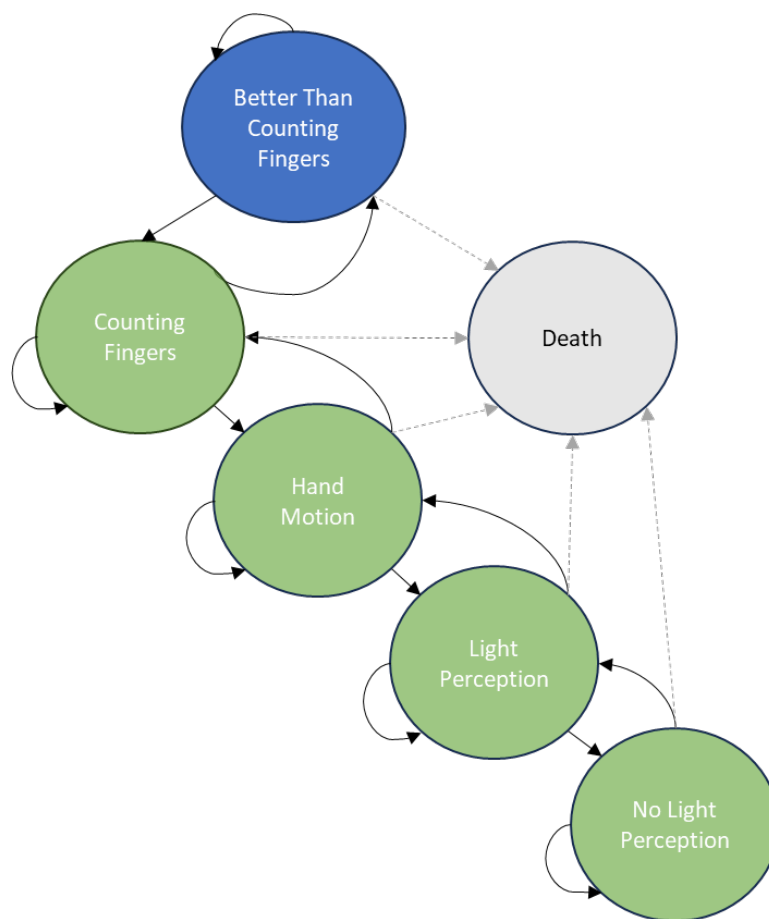 Better Than
Counting
Fingers
Counting
Fingers
Death
Hand
Motion
Light
Perception
No Light
Perception